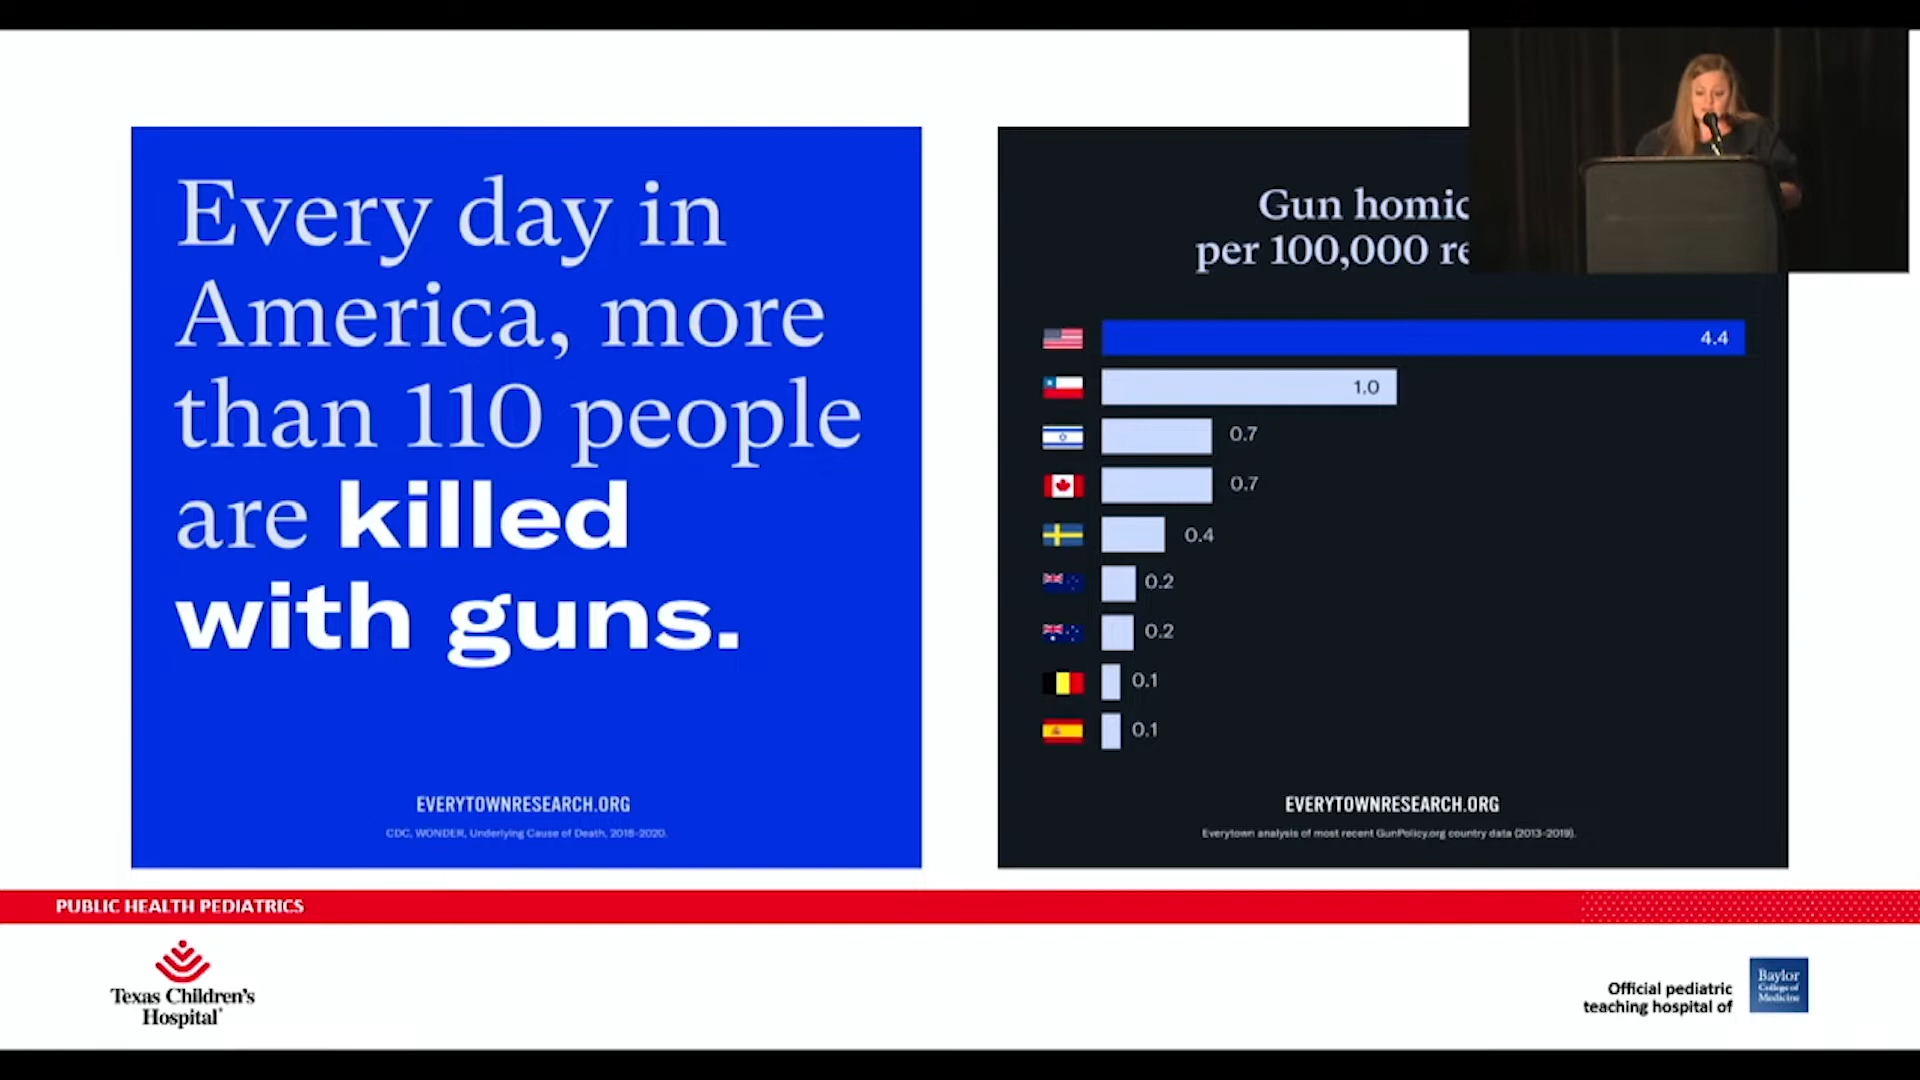 Every day in
America, more
than 110 people
are killed
with guns.
EVERYTOWNRESEARCH.ORG
CDC, WONDER, Underlying Cause of Death, 2018-2020.
Gun homic
per 100,000 re
4.4
1.0
0.7
0.7
0.4
0.2
0.2
0.1
0.1
EVERYTOWNRESEARCH.ORG
Everytown analysis of most recent GunPolicy.org country data (2013-2019).
PUBLIC HEALTH PEDIATRICS
Texas Children's
Hospital
Official pediatric
teaching hospital of
Baylor
College of
Medicine